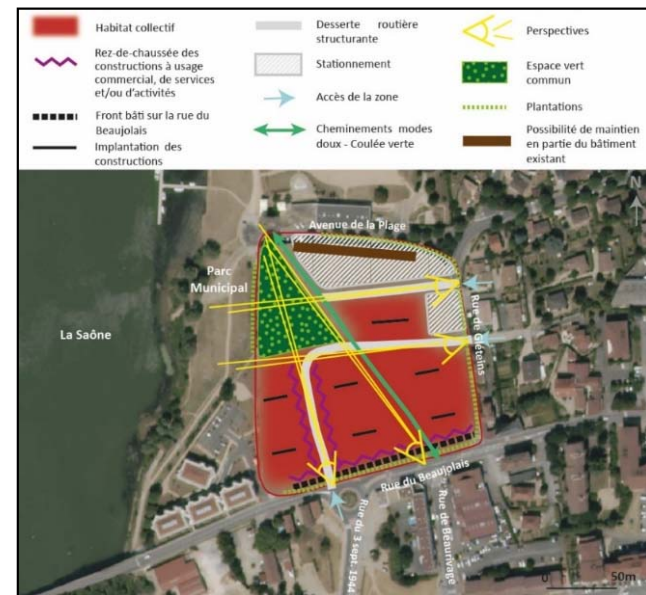 Habitat collectif
Rez-de-chaussée des
constructions à usage
commercial, de services
et/ou d'activités
Front bâti sur la rue du
Beaujolais
Implantation des
constructions
Desserte routière
structurante
Stationnement
Accès de la zone
Cheminements modes
doux - Coulée verte
Perspectives
Espace vert
commun
Plantations
Possibilité de maintien
en partie du bâtiment
existant
N
Avenue de la Plage
Parc
Municipal
La Saône
Rue de Gléteins
Rue du Beaujolais
Rue du 3 sept. 1944
Rue de Beaurivage
0 50m